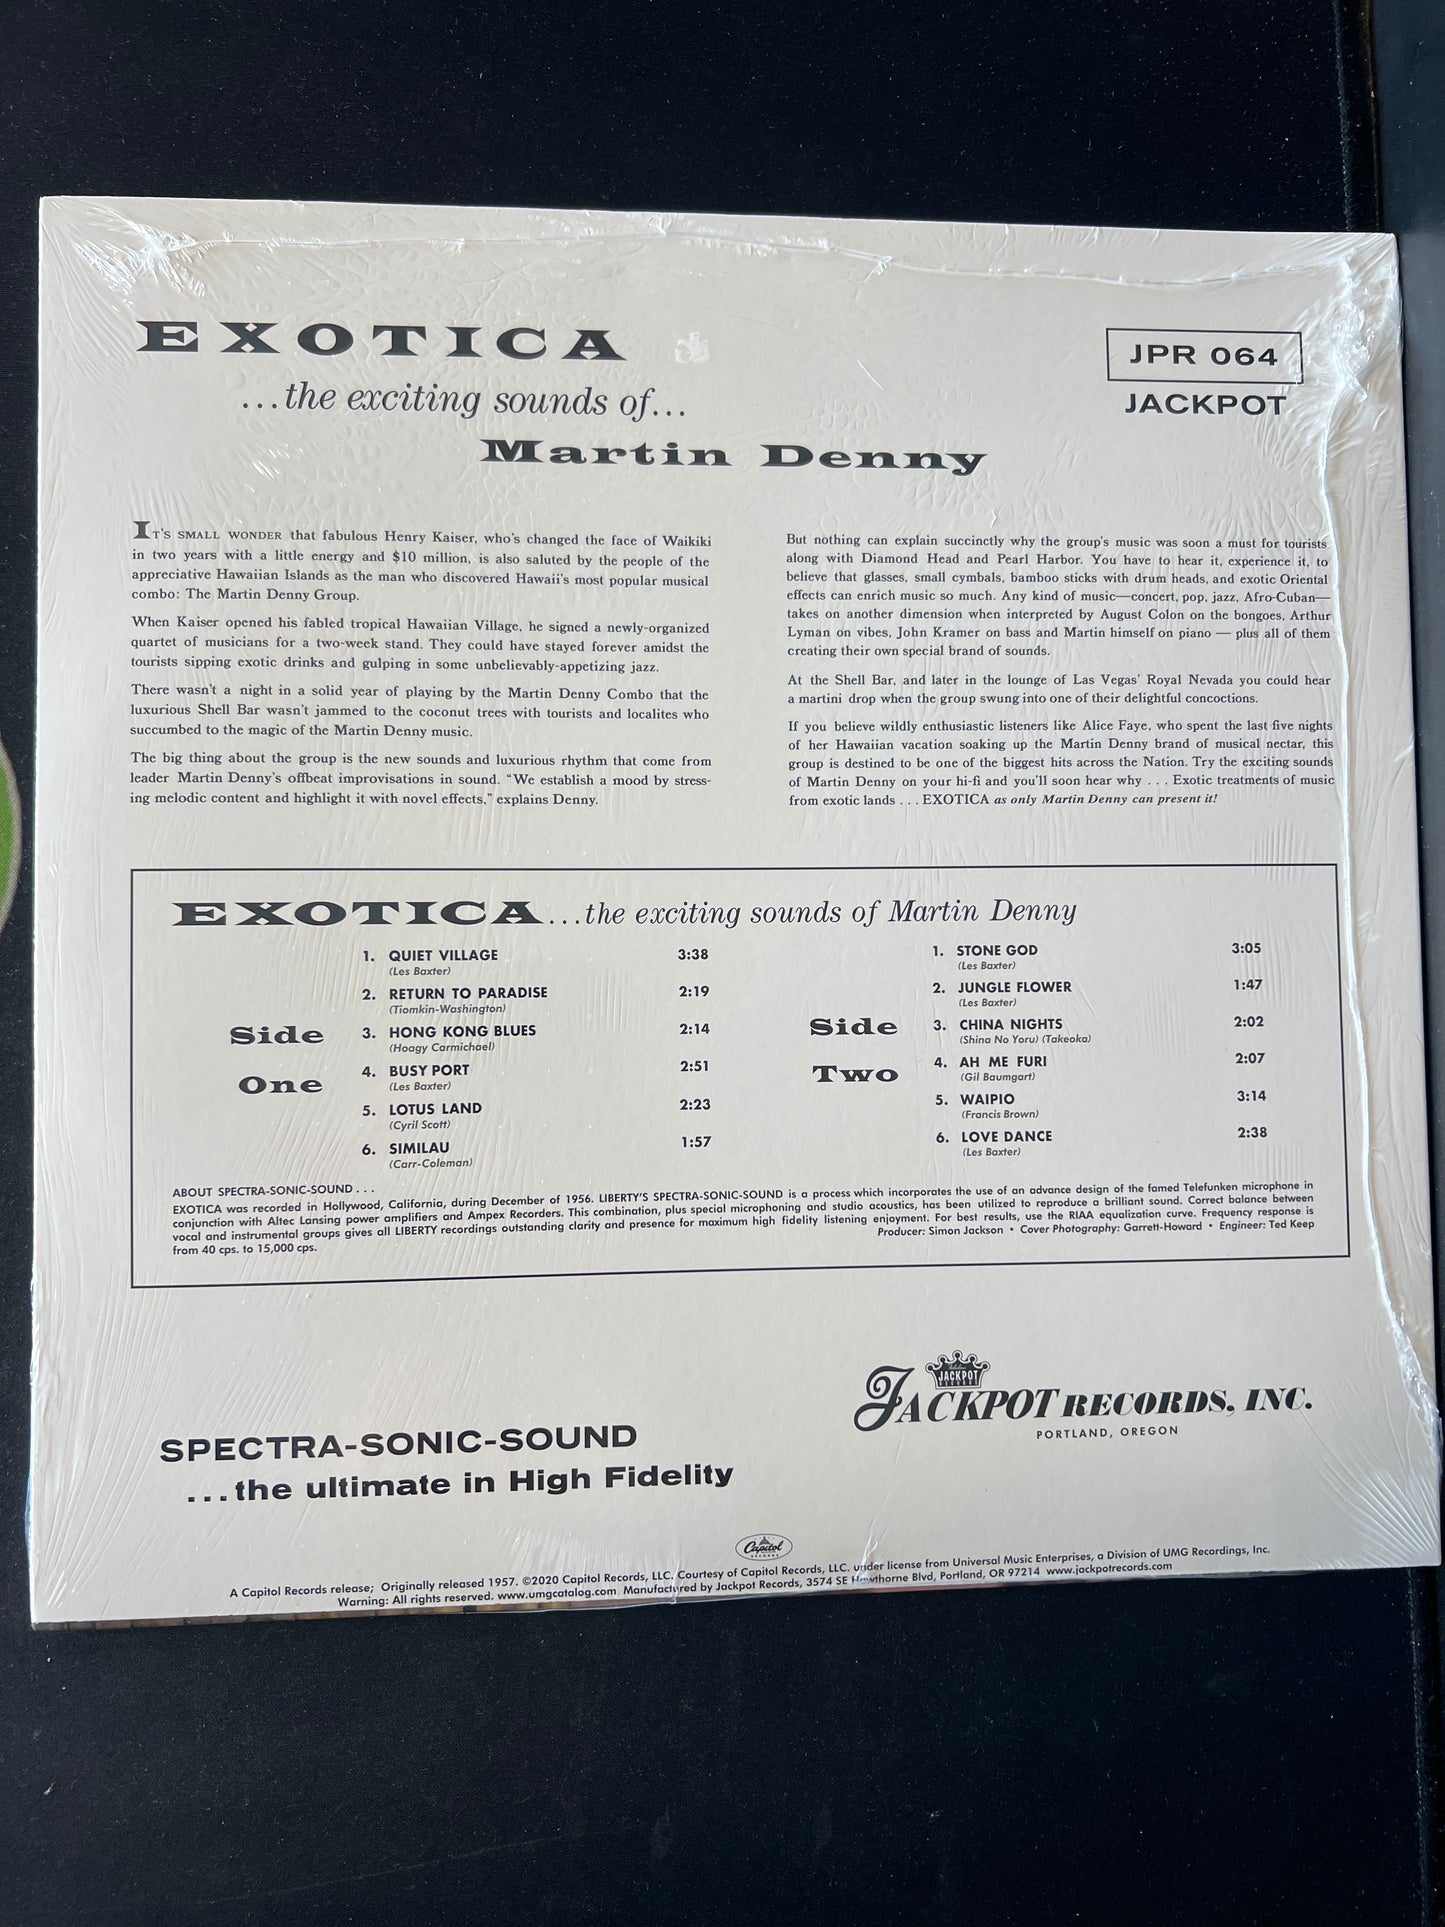 EXOTICA
...the exciting sounds of...
Martin Denny
JPR 064
JACKPOT
IT'S SMALL WONDER that fabulous Henry Kaiser, who's changed the face of Waikiki
in two years with a little energy and $10 million, is also saluted by the people of the
appreciative Hawaiian Islands as the man who discovered Hawaii's most popular musical
combo: The Martin Denny Group.
When Kaiser opened his fabled tropical Hawaiian Village, he signed a newly-organized
quartet of musicians for a two-week stand. They could have stayed forever amidst the
tourists sipping exotic drinks and gulping in some unbelievably-appetizing jazz.
There wasn't a night in a solid year of playing by the Martin Denny Combo that the
luxurious Shell Bar wasn't jammed to the coconut trees with tourists and localites who
succumbed to the magic of the Martin Denny music.
The big thing about the group is the new sounds and luxurious rhythm that come from
leader Martin Denny's offbeat improvisations in sound. "We establish a mood by stress-
ing melodic content and highlight it with novel effects," explains Denny.
But nothing can explain succinctly why the group's music was soon a must for tourists
along with Diamond Head and Pearl Harbor. You have to hear it, experience it, to
believe that glasses, small cymbals, bamboo sticks with drum heads, and exotic Oriental
effects can enrich music so much. Any kind of music—concert, pop, jazz, Afro-Cuban—
takes on another dimension when interpreted by August Colon on the bongoes, Arthur
Lyman on vibes, John Kramer on bass and Martin himself on piano — plus all of them
creating their own special brand of sounds.
At the Shell Bar, and later in the lounge of Las Vegas' Royal Nevada you could hear
a martini drop when the group swung into one of their delightful concoctions.
If you believe wildly enthusiastic listeners like Alice Faye, who spent the last five nights
of her Hawaiian vacation soaking up the Martin Denny brand of musical nectar, this
group is destined to be one of the biggest hits across the Nation. Try the exciting sounds
of Martin Denny on your hi-fi and you'll soon hear why . . . Exotic treatments of music
from exotic lands . . . EXOTICA as only Martin Denny can present it!
EXOTICA...the exciting sounds of Martin Denny
Side
One
1. QUIET VILLAGE 3:38
(Les Baxter)
2. RETURN TO PARADISE 2:19
(Tiomkin-Washington)
3. HONG KONG BLUES 2:14
(Hoagy Carmichael)
4. BUSY PORT 2:51
(Les Baxter)
5. LOTUS LAND 2:23
(Cyril Scott)
6. SIMILAU 1:57
(Carr-Coleman)
Side
Two
1. STONE GOD 3:05
(Les Baxter)
2. JUNGLE FLOWER 1:47
(Les Baxter)
3. CHINA NIGHTS 2:02
(Shina No Yoru) (Takeoka)
4. AH ME FURI 2:07
(Gil Baumgart)
5. WAIPIO 3:14
(Francis Brown)
6. LOVE DANCE 2:38
(Les Baxter)
ABOUT SPECTRA-SONIC-SOUND . . .
EXOTICA was recorded in Hollywood, California, during December of 1956. LIBERTY'S SPECTRA-SONIC-SOUND is a process which incorporates the use of an advance design of the famed Telefunken microphone in
conjunction with Altec Lansing power amplifiers and Ampex Recorders. This combination, plus special microphoning and studio acoustics, has been utilized to reproduce a brilliant sound. Correct balance between
vocal and instrumental groups gives all LIBERTY recordings outstanding clarity and presence for maximum high fidelity listening enjoyment. For best results, use the RIAA equalization curve. Frequency response is
from 40 cps. to 15,000 cps.
Producer: Simon Jackson • Cover Photography: Garrett-Howard • Engineer: Ted Keep
SPECTRA-SONIC-SOUND
...the ultimate in High Fidelity
JACKPOT
JACKPOT RECORDS, INC.
PORTLAND, OREGON
Capitol
RECORDS
A Capitol Records release; Originally released 1957. ©2020 Capitol Records, LLC. Courtesy of Capitol Records, LLC. under license from Universal Music Enterprises, a Division of UMG Recordings, Inc.
Warning: All rights reserved. www.umgcatalog.com Manufactured by Jackpot Records, 3574 SE Hawthorne Blvd, Portland, OR 97214 www.jackpotrecords.com